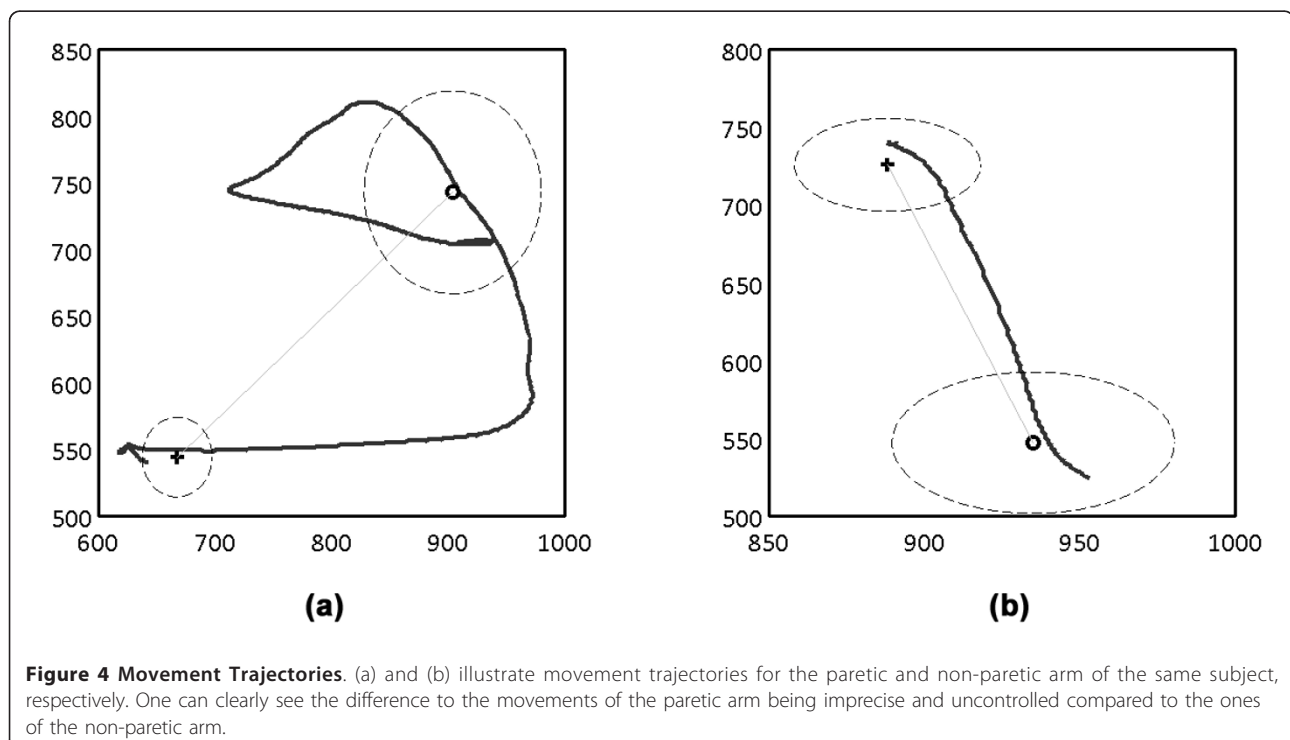 850
800
750
700
650
600
550
500
600 700 800 900 1000
(a)
800
750
700
650
600
550
500
850 900 950 1000
(b)
Figure 4 Movement Trajectories. (a) and (b) illustrate movement trajectories for the paretic and non-paretic arm of the same subject,
respectively. One can clearly see the difference to the movements of the paretic arm being imprecise and uncontrolled compared to the ones
of the non-paretic arm.